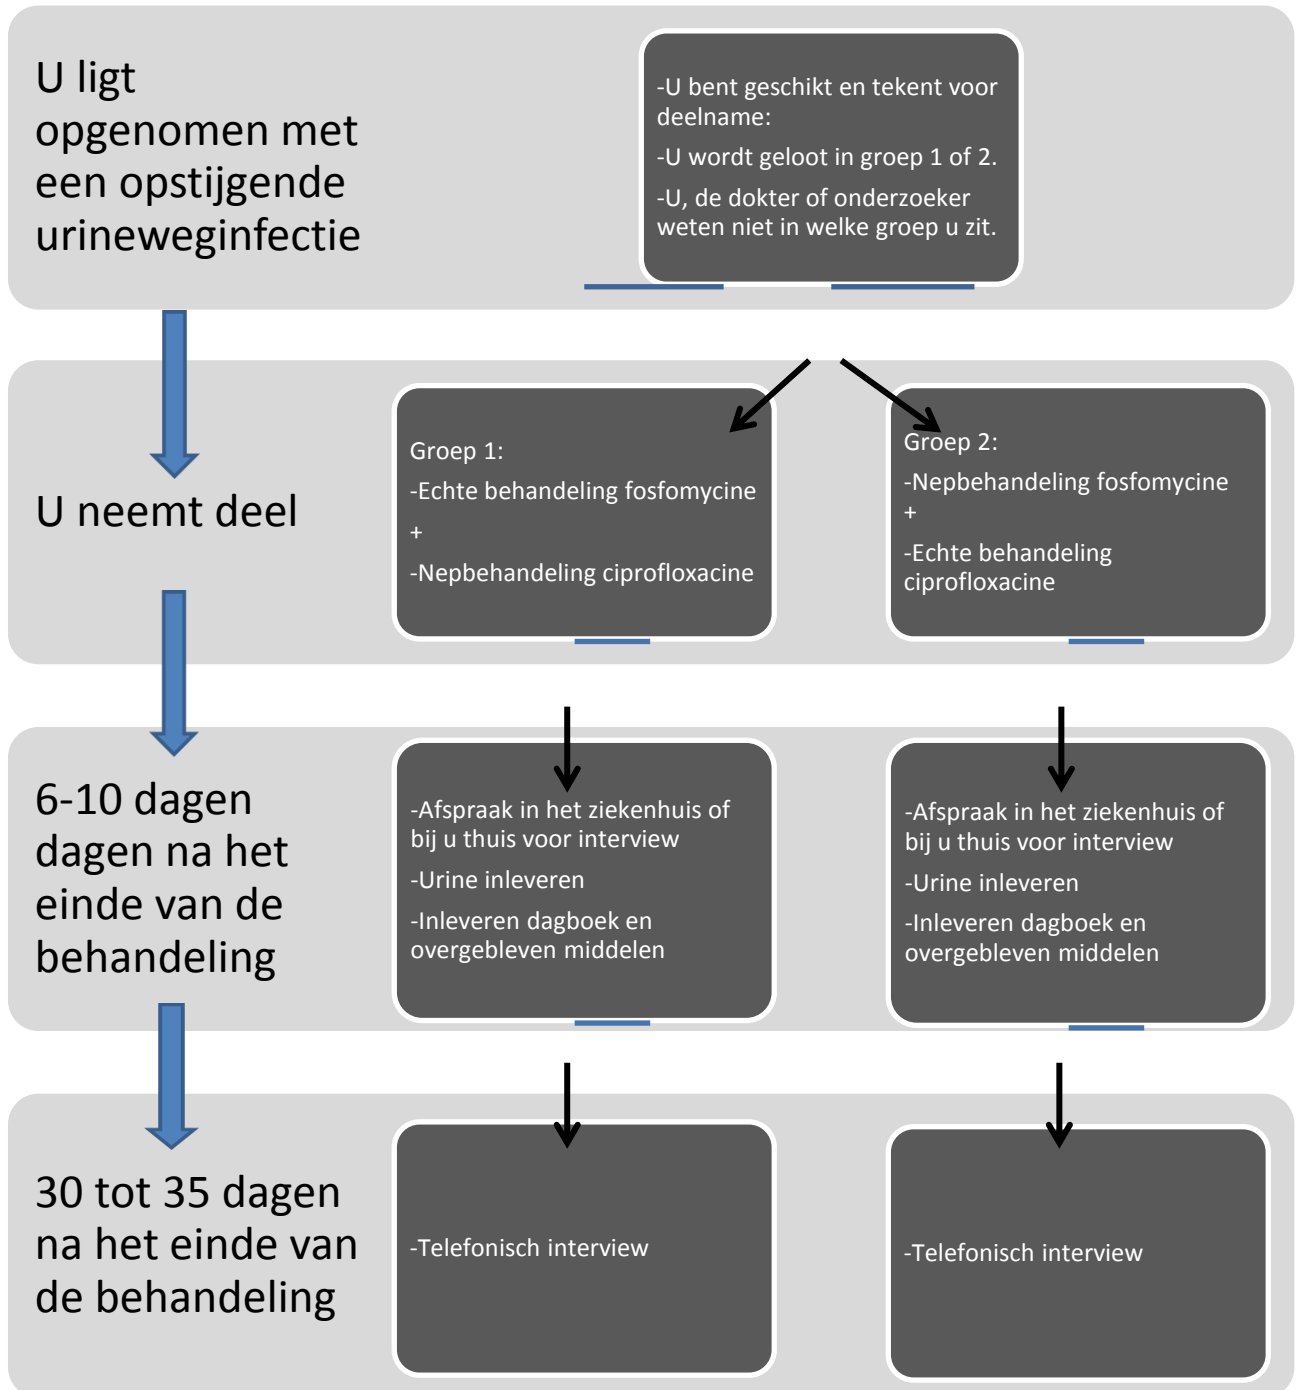 U ligt
opgenomen met
een opstijgende
urineweginfectie
-U bent geschikt en tekent voor
deelname:
-U wordt geloot in groep 1 of 2.
-U, de dokter of onderzoeker
weten niet in welke groep u zit.
U neemt deel
Groep 1:
-Echte behandeling fosfomycine
+
-Nepbehandeling ciprofloxacine
Groep 2:
-Nepbehandeling fosfomycine
+
-Echte behandeling
ciprofloxacine
6-10 dagen
dagen na het
einde van de
behandeling
-Afspraak in het ziekenhuis of
bij u thuis voor interview
-Urine inleveren
-Inleveren dagboek en
overgebleven middelen
-Afspraak in het ziekenhuis of
bij u thuis voor interview
-Urine inleveren
-Inleveren dagboek en
overgebleven middelen
30 tot 35 dagen
na het einde van
de behandeling
-Telefonisch interview
-Telefonisch interview